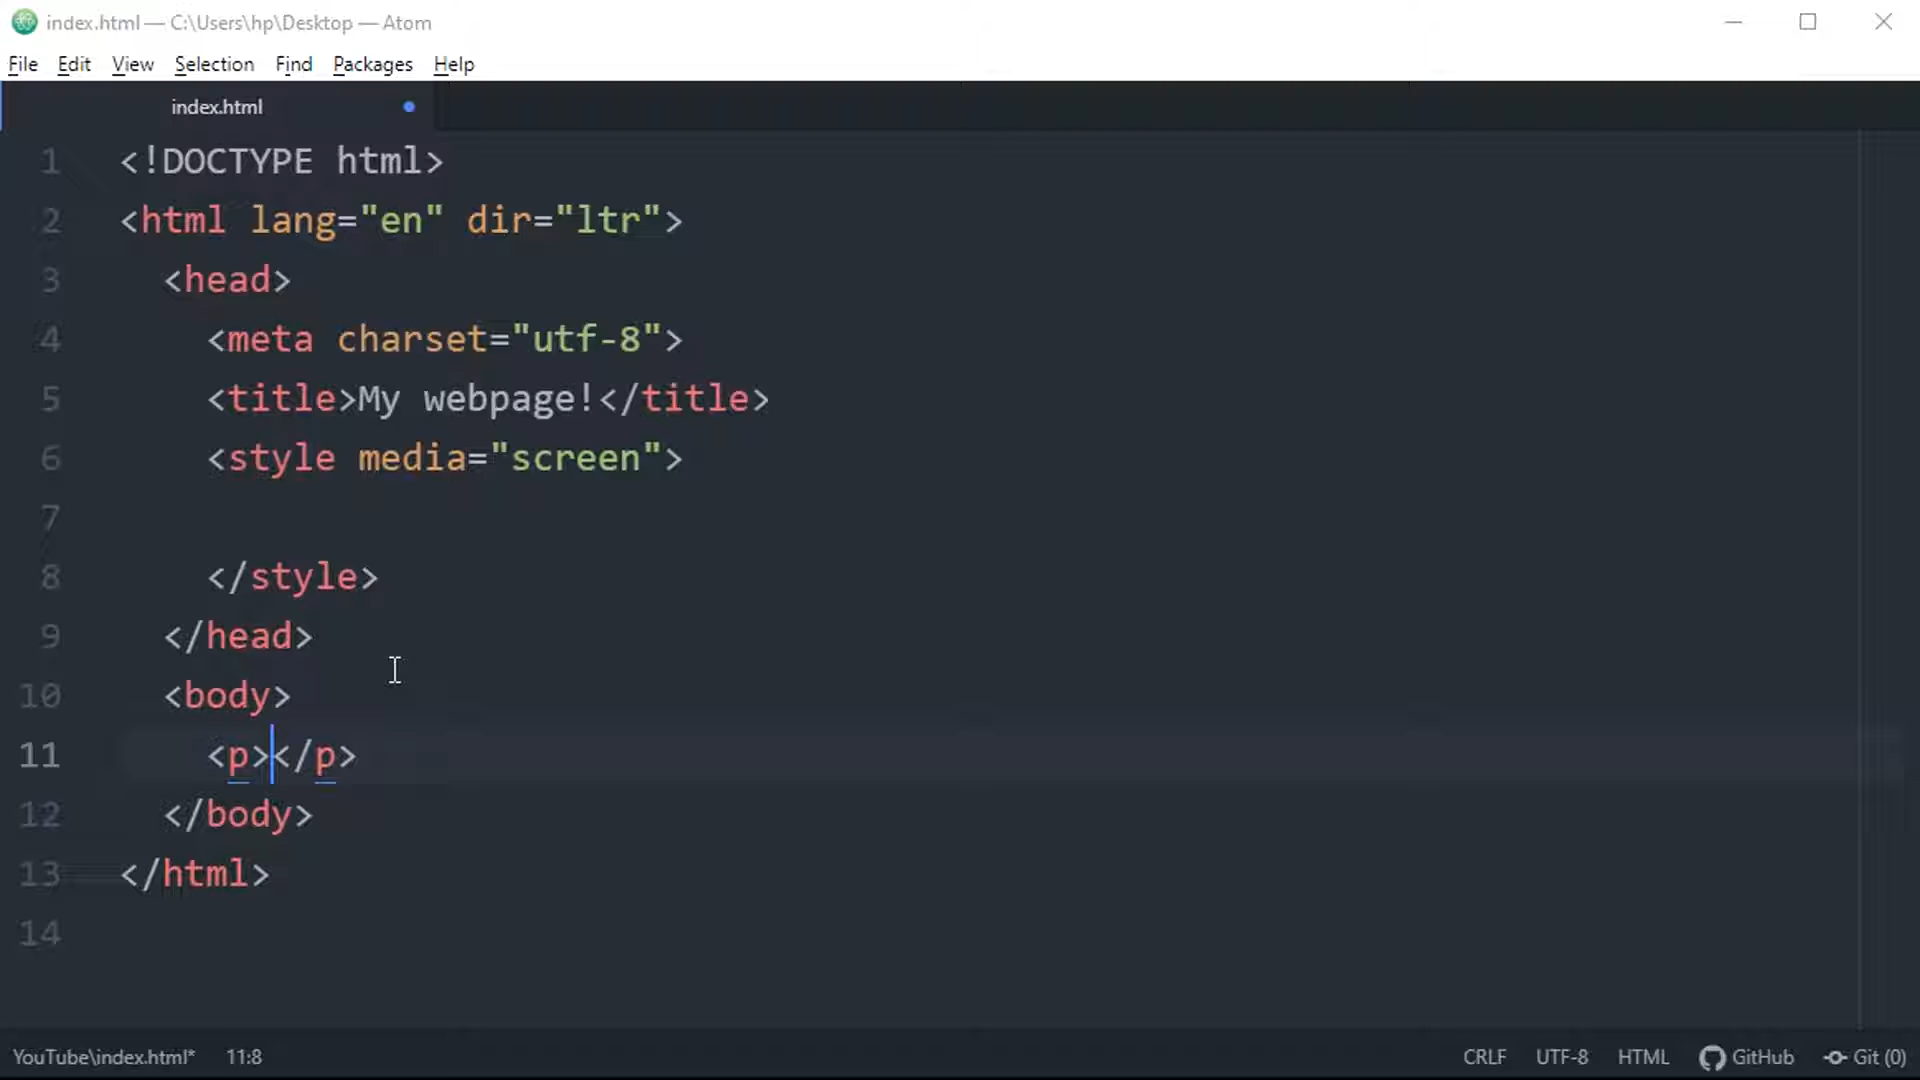 index.html — C:\Users\hp\Desktop — Atom
File Edit View Selection Find Packages Help
index.html
1 <!DOCTYPE html>
2 <html lang="en" dir="ltr">
3 <head>
4 <meta charset="utf-8">
5 <title>My webpage!</title>
6 <style media="screen">
7
8 </style>
9 </head>
10 <body>
11 <p></p>
12 </body>
13 </html>
14
YouTube\index.html* 11:8 CRLF UTF-8 HTML GitHub Git (0)